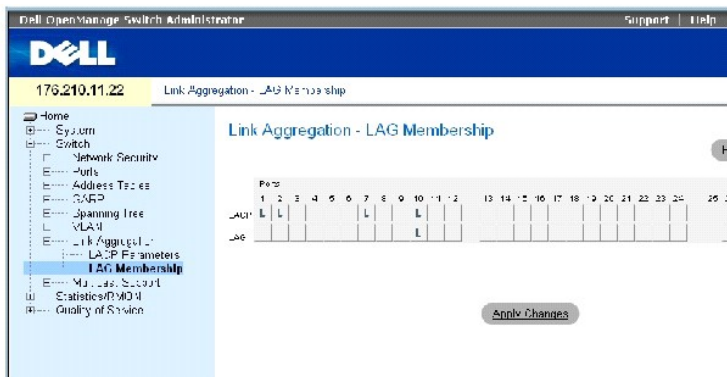 Dell OpenManage Switch Administrator
Support | Help
DELL
176.210.11.22
Link Aggregation - LAG Membership
Home
System
Switch
Network Security
Ports
Address Tables
GARP
Spanning Tree
VLAN
Link Aggregation
LACP Parameters
LAG Membership
Multicast Support
Statistics/RMON
Quality of Service
Link Aggregation - LAG Membership
Ports
1 2 3 4 5 6 7 8 9 10 11 12 13 14 15 16 17 18 19 20 21 22 23 24 25
LACP L L L L
LAG L
Apply Changes